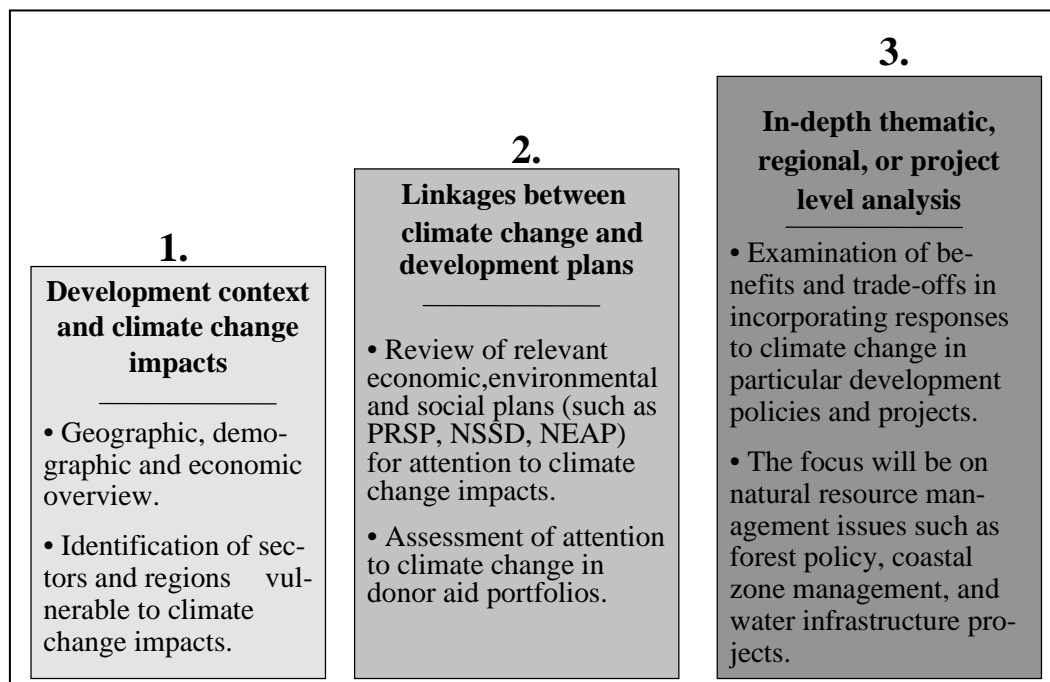 1.
Development context
and climate change
impacts
• Geographic, demo-
graphic and economic
overview.
• Identification of sec-
tors and regions vul-
nerable to climate
change impacts.
2.
Linkages between
climate change and
development plans
• Review of relevant
economic,environmental
and social plans (such as
PRSP, NSSD, NEAP)
for attention to climate
change impacts.
• Assessment of attention
to climate change in
donor aid portfolios.
3.
In-depth thematic,
regional, or project
level analysis
• Examination of be-
nefits and trade-offs in
incorporating responses
to climate change in
particular development
policies and projects.
• The focus will be on
natural resource man-
agement issues such as
forest policy, coastal
zone management, and
water infrastructure pro-
jects.